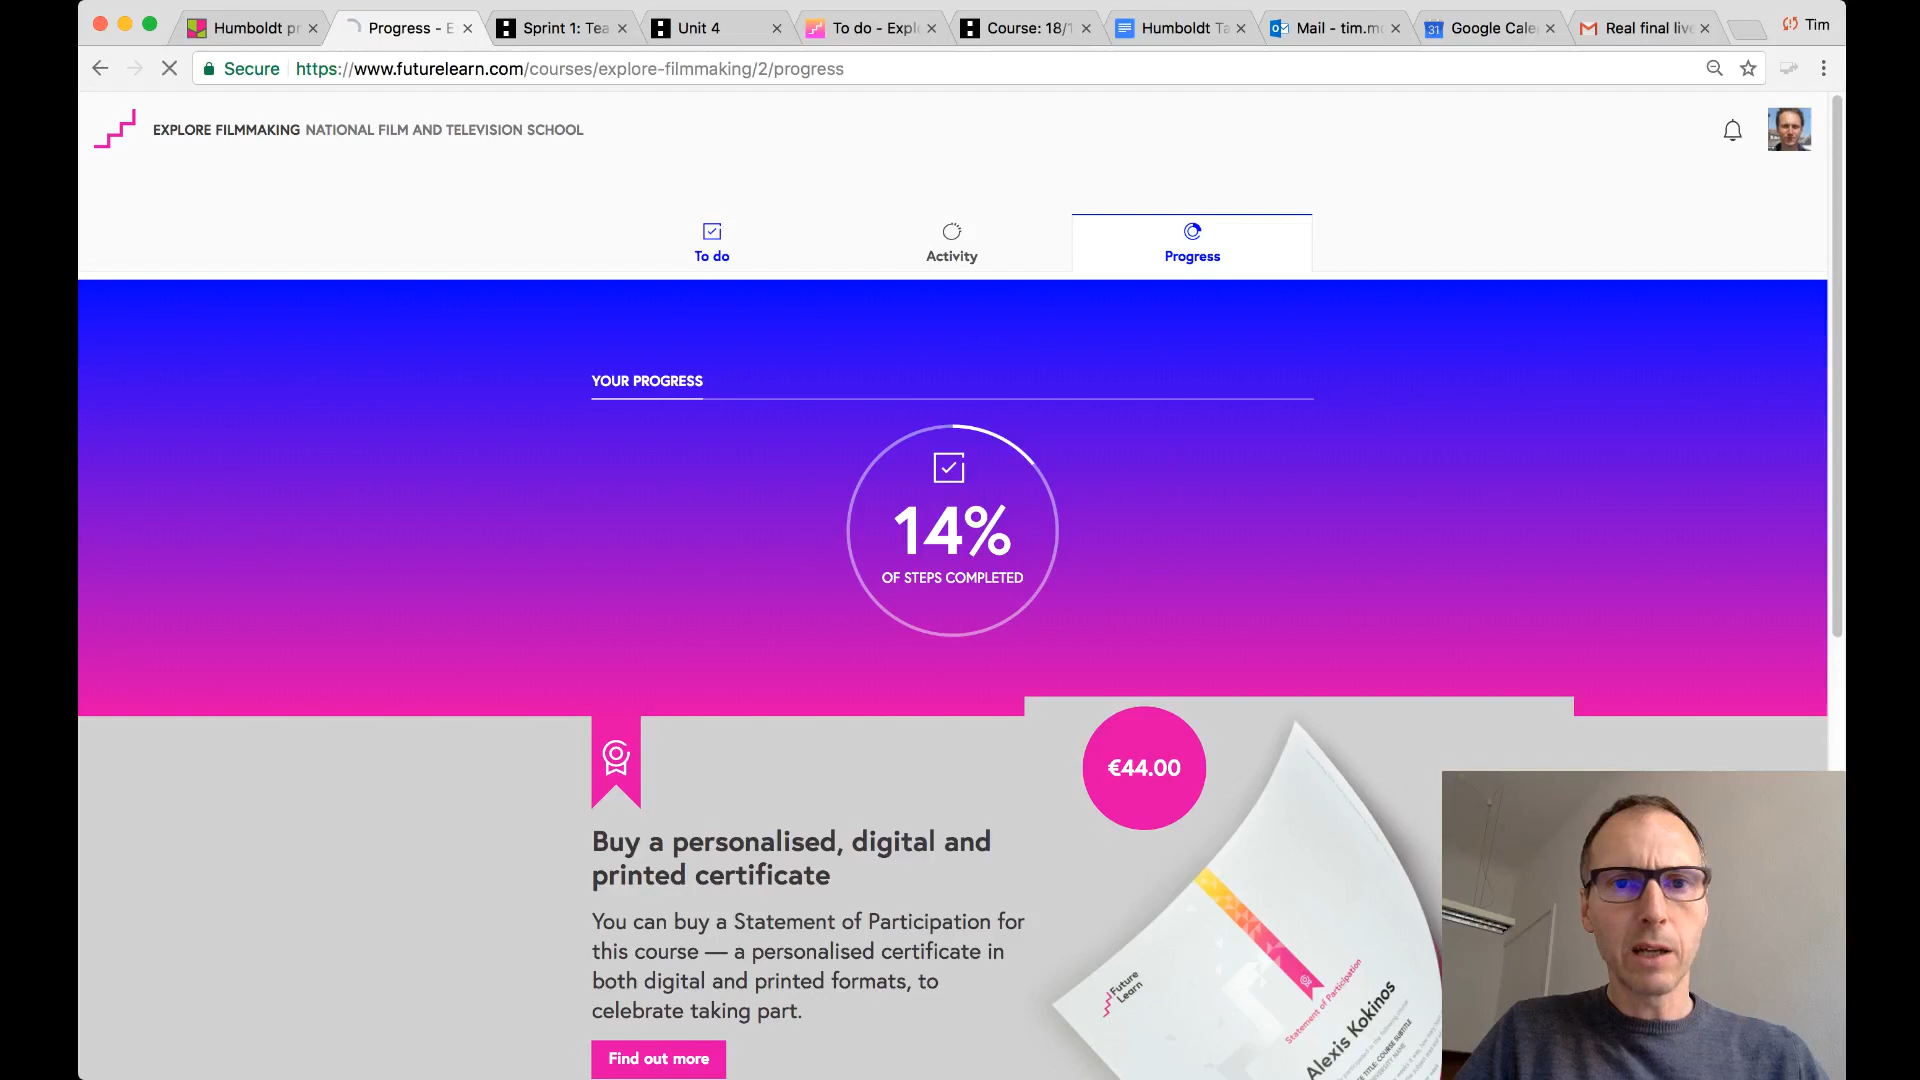 Humboldt pr
Progress - E
Sprint 1: Tea
Unit 4
To do - Explo
Course: 18/1
Humboldt Ta
Mail - tim.mo
Google Cale
Real final live
Tim
Secure https://www.futurelearn.com/courses/explore-filmmaking/2/progress
EXPLORE FILMMAKING NATIONAL FILM AND TELEVISION SCHOOL
To do
Activity
Progress
YOUR PROGRESS
14%
OF STEPS COMPLETED
€44.00
Buy a personalised, digital and
printed certificate
You can buy a Statement of Participation for
this course — a personalised certificate in
both digital and printed formats, to
celebrate taking part.
Find out more
Future
Learn
Statement of Participation
Alexis Kokinos